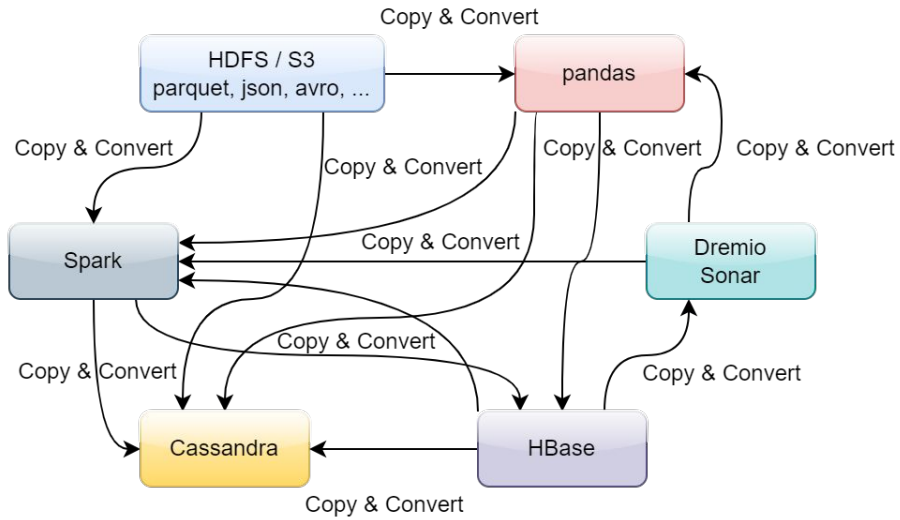 Copy & Convert
HDFS / S3
parquet, json, avro, ...
pandas
Copy & Convert
Copy & Convert
Copy & Convert
Copy & Convert
Spark
Copy & Convert
Dremio
Sonar
Copy & Convert
Copy & Convert
Copy & Convert
Cassandra
HBase
Copy & Convert